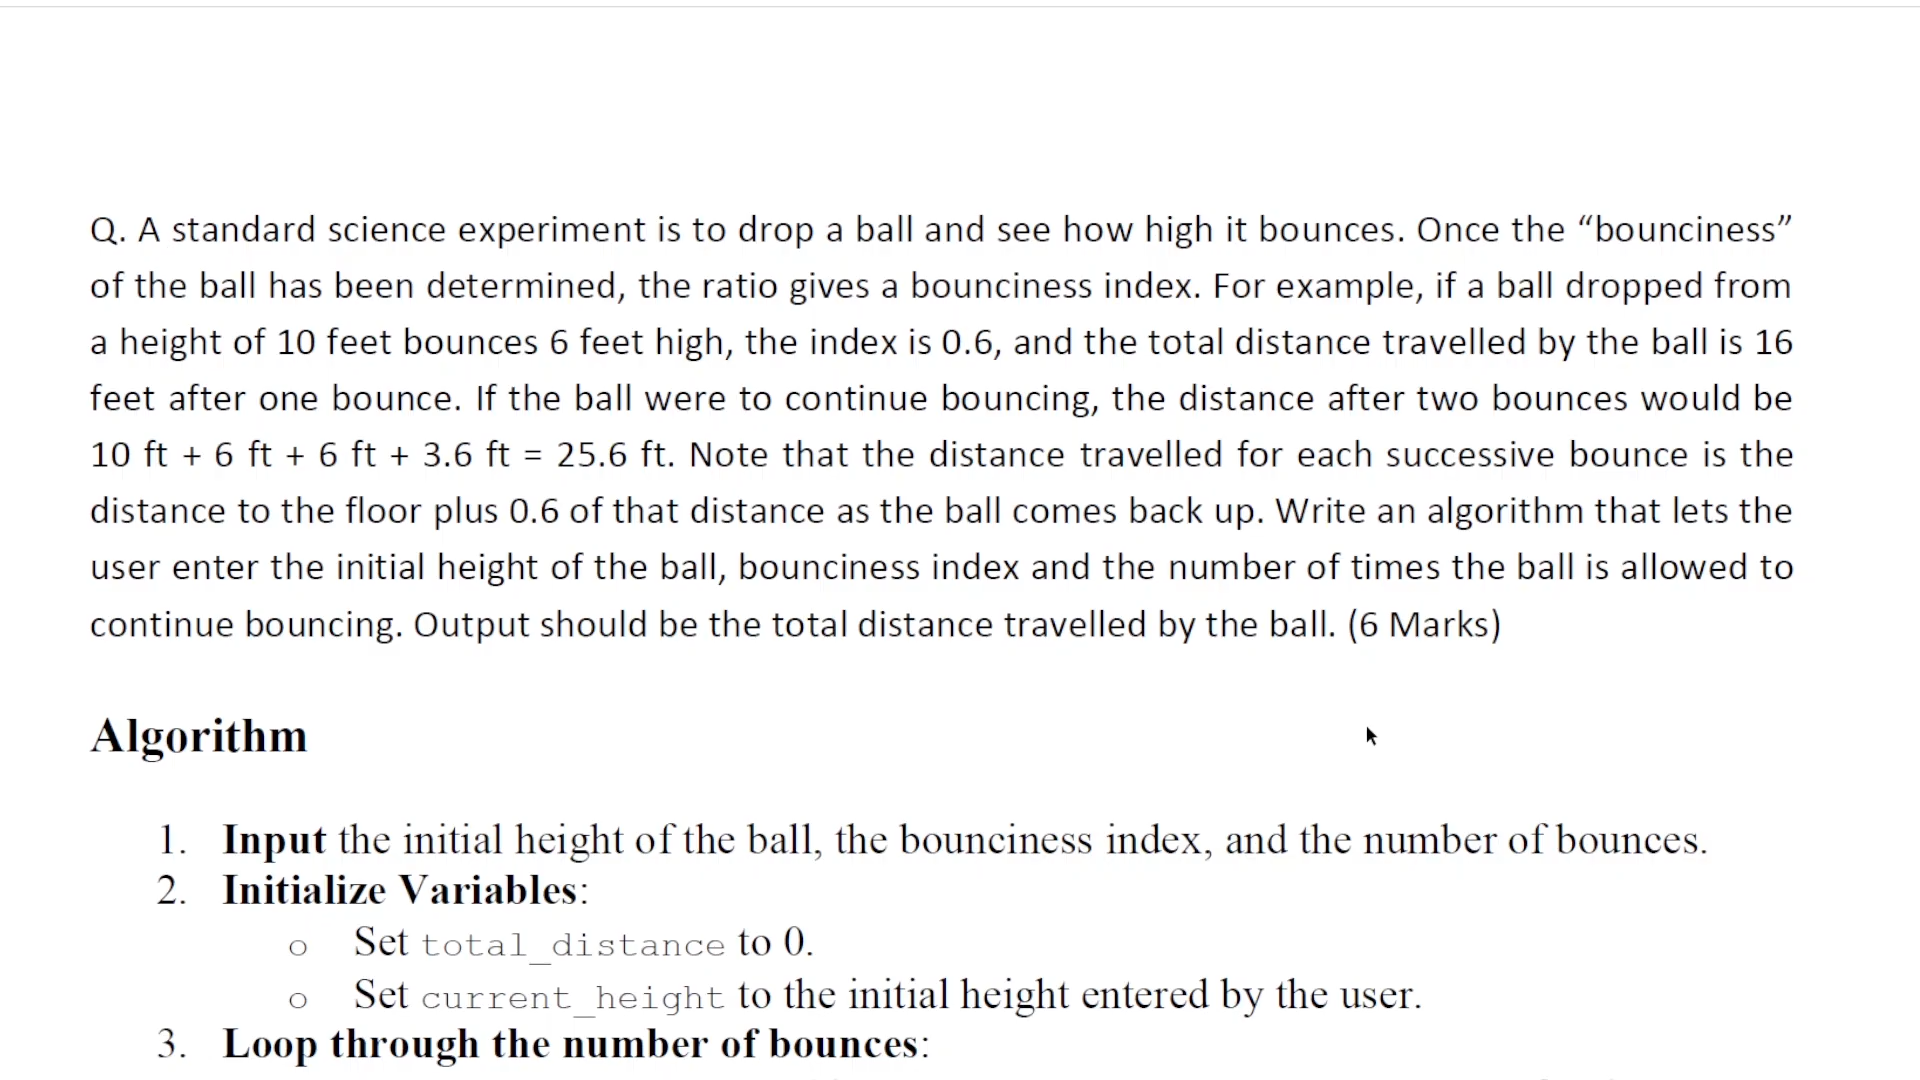 Q. A standard science experiment is to drop a ball and see how high it bounces. Once the “bounciness”
of the ball has been determined, the ratio gives a bounciness index. For example, if a ball dropped from
a height of 10 feet bounces 6 feet high, the index is 0.6, and the total distance travelled by the ball is 16
feet after one bounce. If the ball were to continue bouncing, the distance after two bounces would be
10 ft + 6 ft + 6 ft + 3.6 ft = 25.6 ft. Note that the distance travelled for each successive bounce is the
distance to the floor plus 0.6 of that distance as the ball comes back up. Write an algorithm that lets the
user enter the initial height of the ball, bounciness index and the number of times the ball is allowed to
continue bouncing. Output should be the total distance travelled by the ball. (6 Marks)
Algorithm
1. Input the initial height of the ball, the bounciness index, and the number of bounces.
2. Initialize Variables:
o Set total_distance to 0.
o Set current_height to the initial height entered by the user.
3. Loop through the number of bounces: